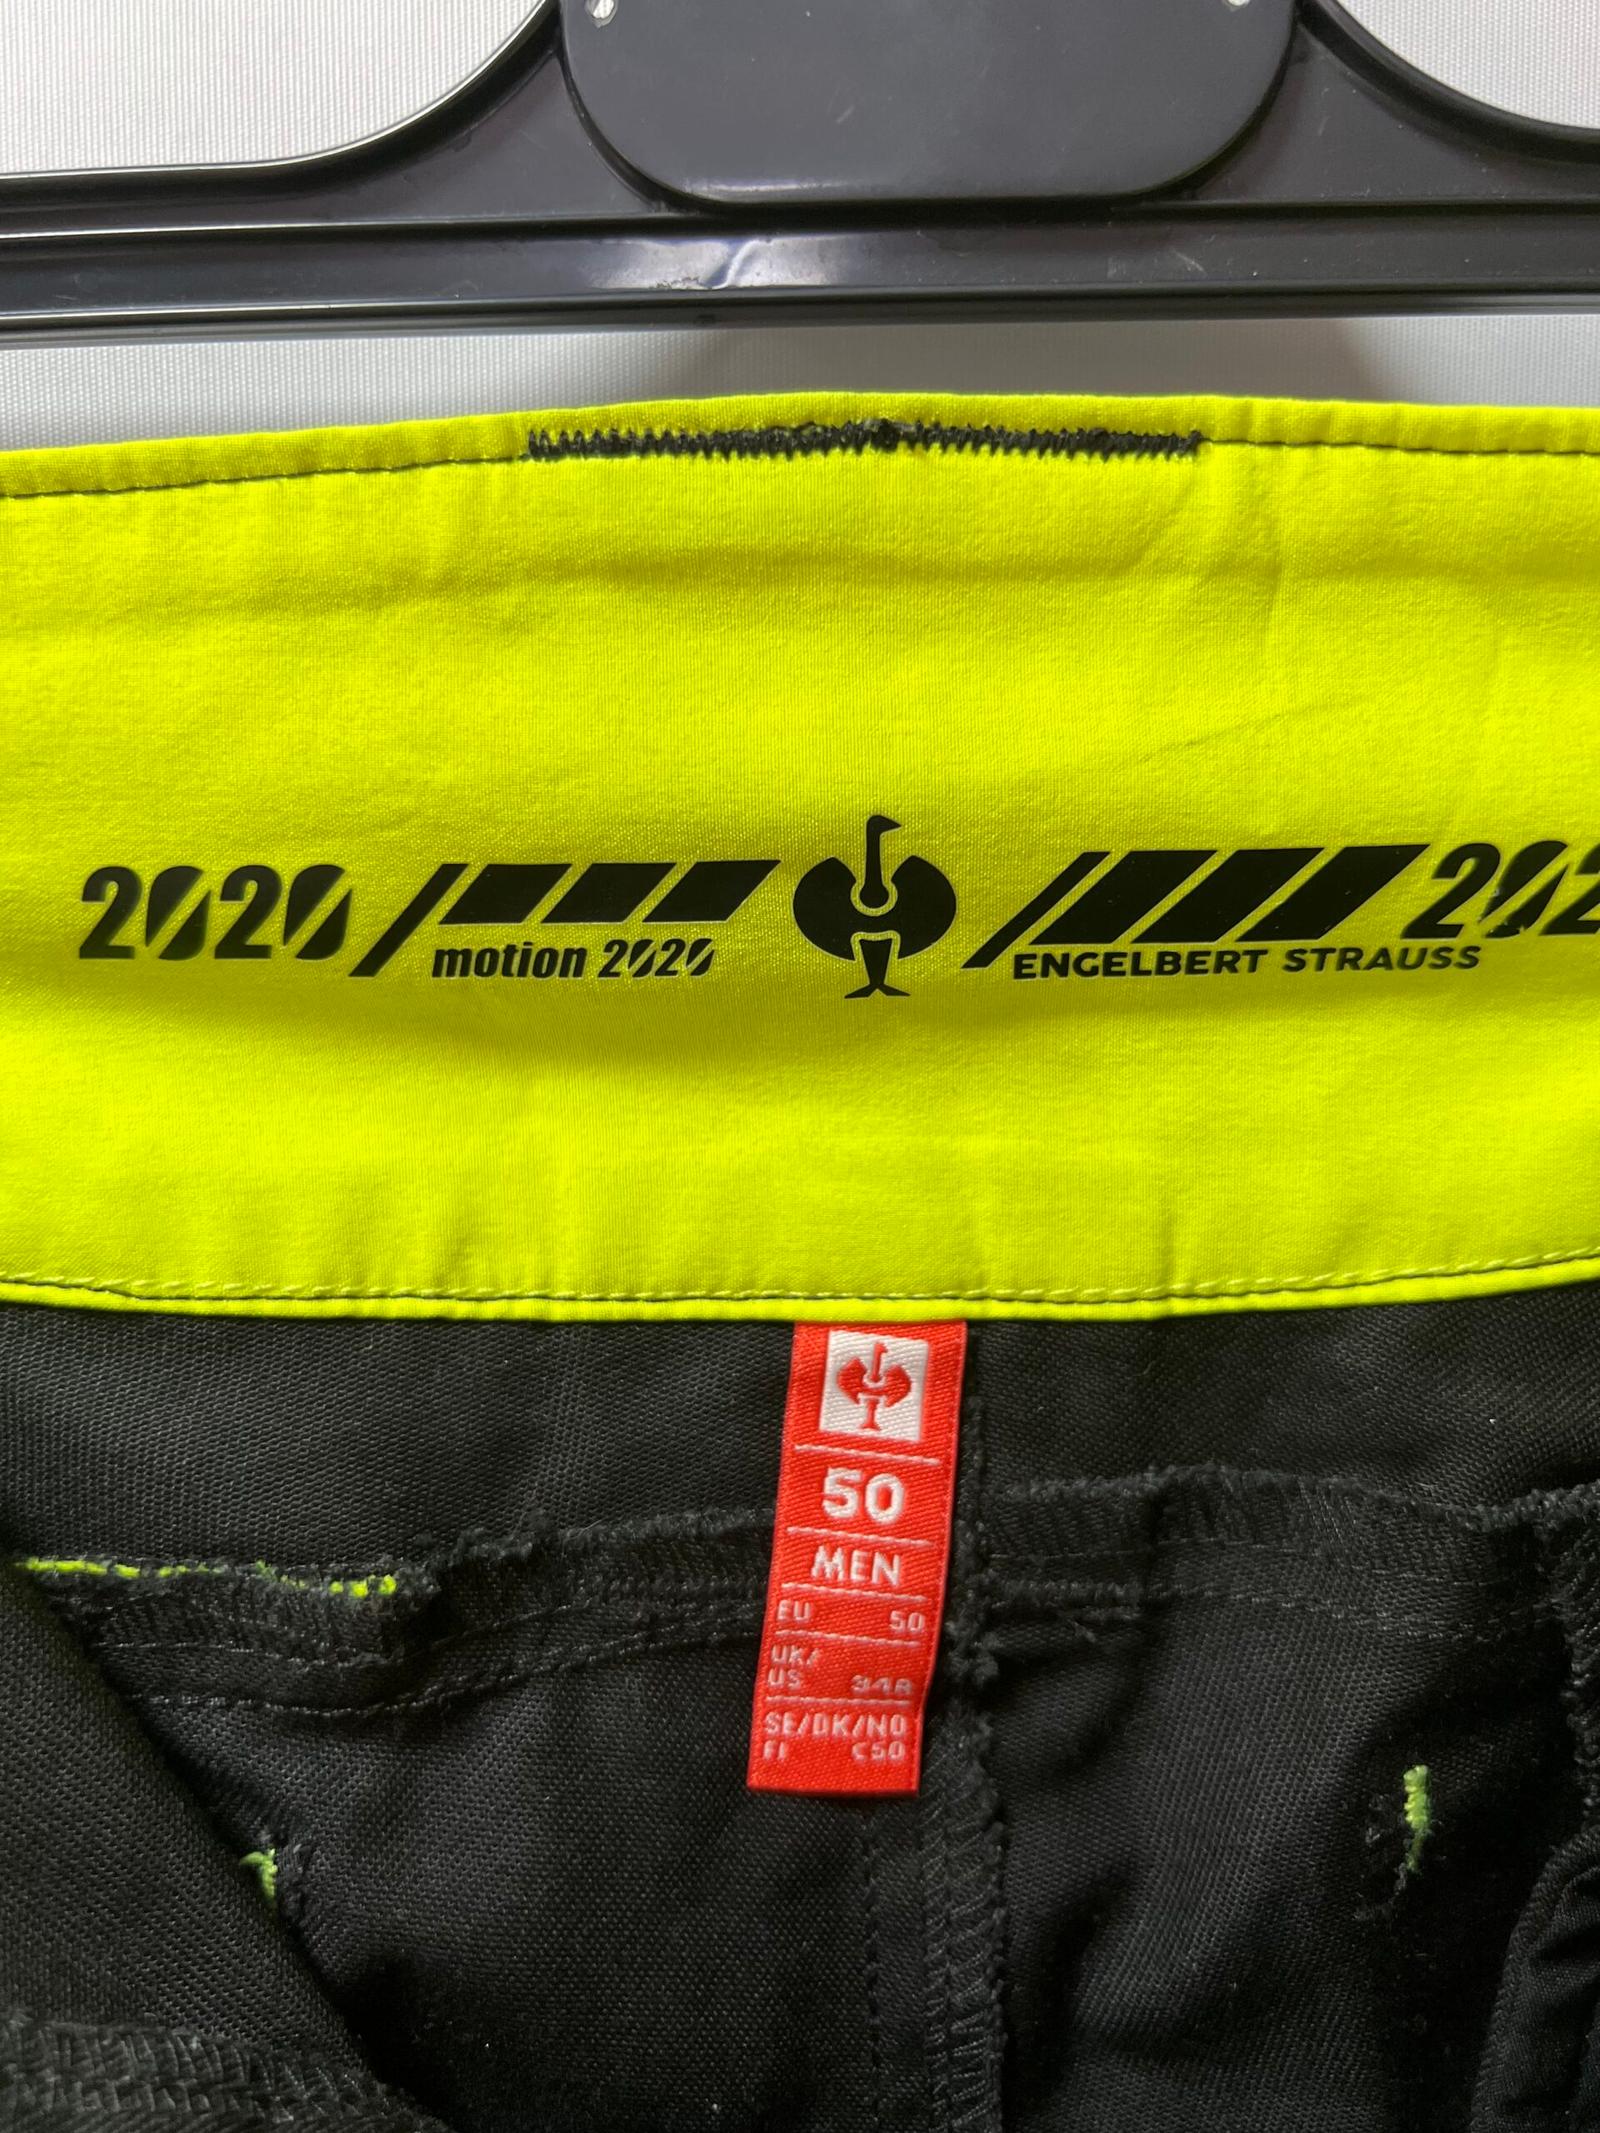 2020
motion 2020
ENGELBERT STRAUSS
202
50
MEN
EU 50
UK/
US 34R
SE/DK/NO
FI C50